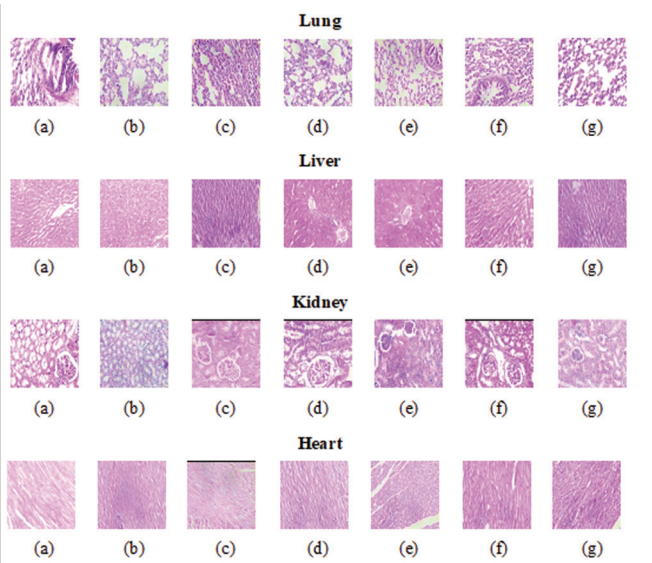 Lung
(a) (b) (c) (d) (e) (f) (g)
Liver
(a) (b) (c) (d) (e) (f) (g)
Kidney
(a) (b) (c) (d) (e) (f) (g)
Heart
(a) (b) (c) (d) (e) (f) (g)